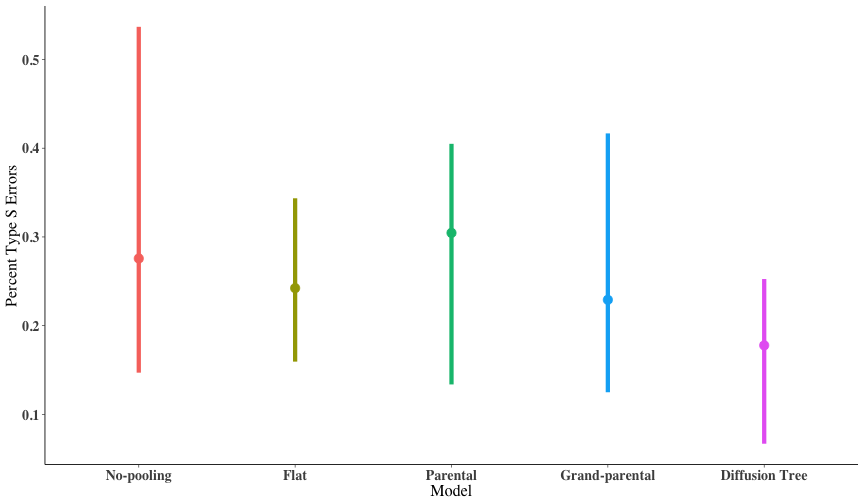 Percent Type S Errors
0.5
0.4
0.3
0.2
0.1
No-pooling Flat Parental Grand-parental Diffusion Tree
Model